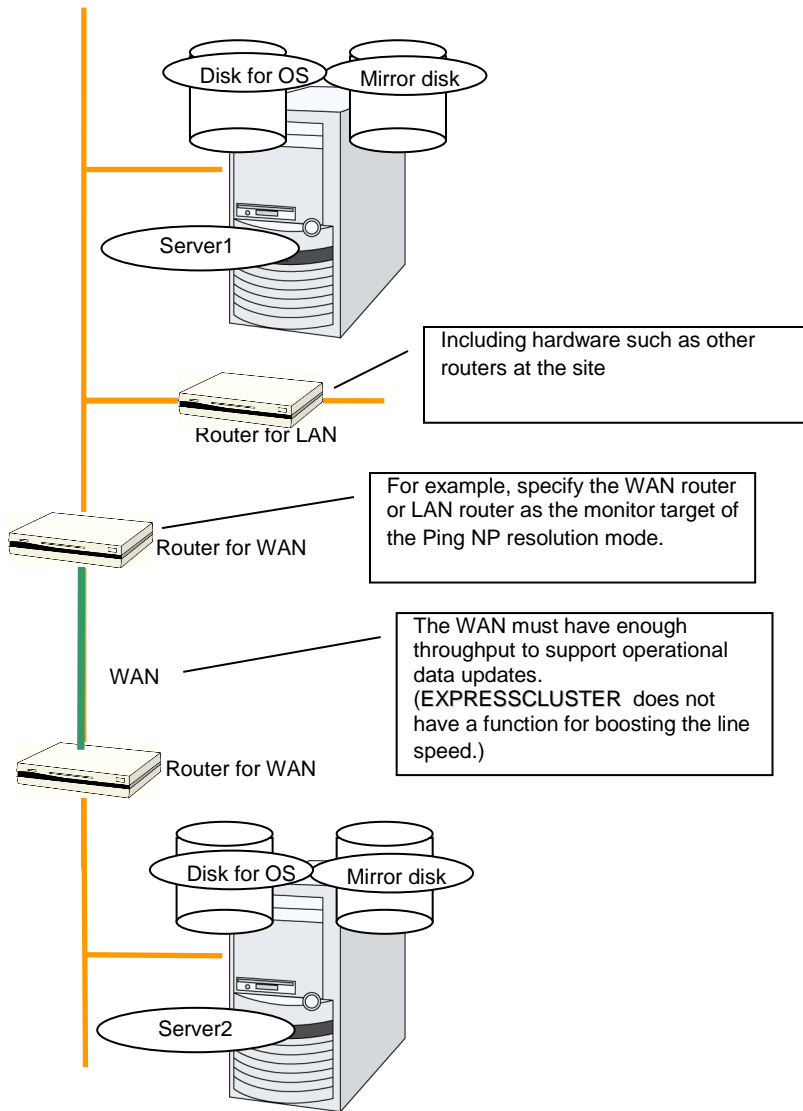 Disk for OS
Mirror disk
Server1
Including hardware such as other
routers at the site
Router for LAN
For example, specify the WAN router
or LAN router as the monitor target of
the Ping NP resolution mode.
Router for WAN
The WAN must have enough
throughput to support operational
data updates.
(EXPRESSCLUSTER does not
have a function for boosting the line
speed.)
WAN
Router for WAN
Disk for OS
Mirror disk
Server2